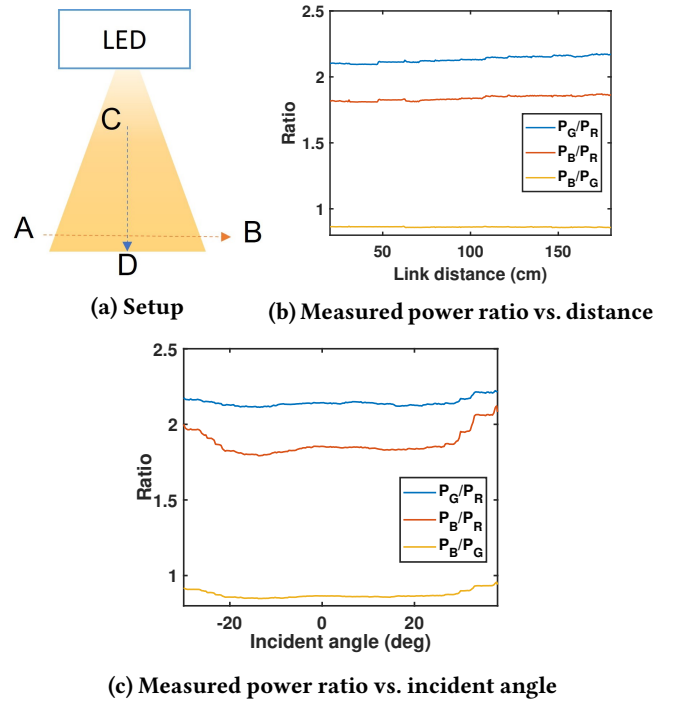 LED
C
A
B
D
(a) Setup
2.5
2
1.5
1
Ratio
P_G/P_R
P_B/P_R
P_B/P_G
50
100
150
Link distance (cm)
(b) Measured power ratio vs. distance
2.5
2
1.5
1
Ratio
P_G/P_R
P_B/P_R
P_B/P_G
-20
0
20
Incident angle (deg)
(c) Measured power ratio vs. incident angle